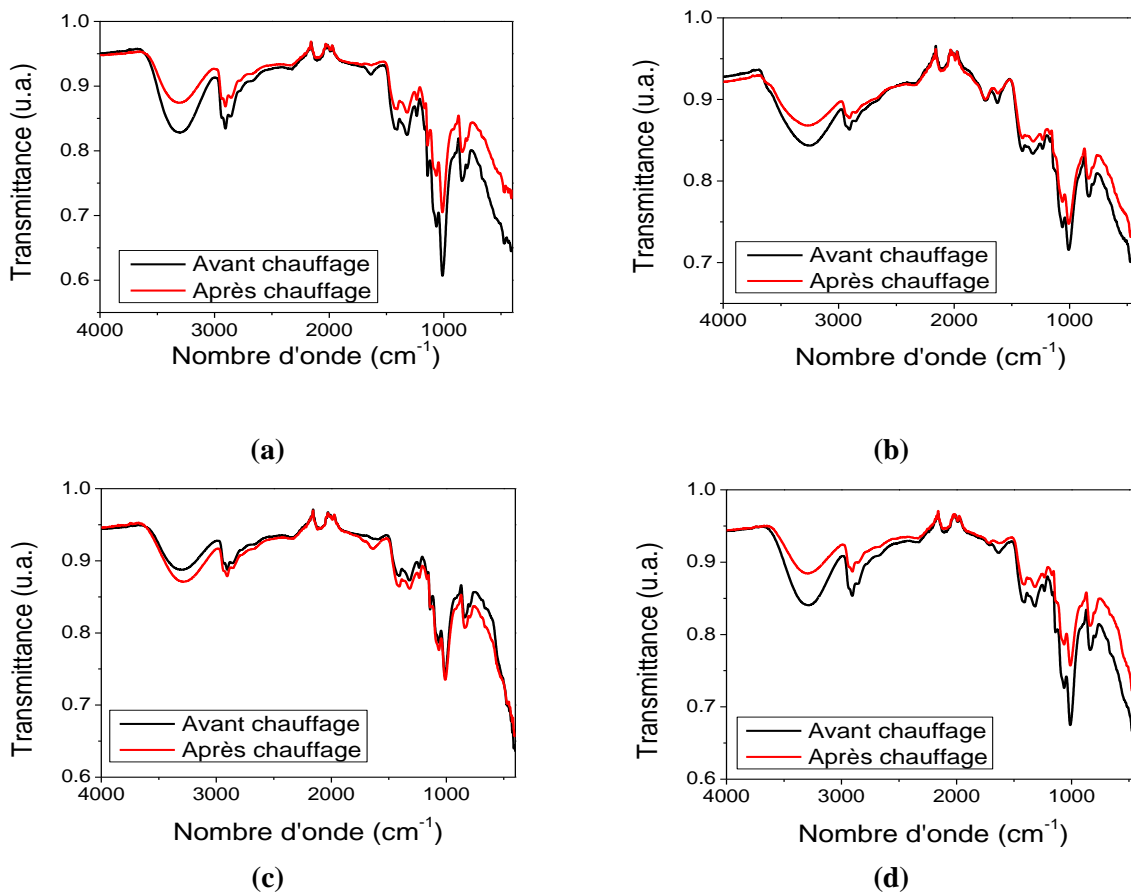 1.0
0.9
0.8
0.7
0.6
Transmittance (u.a.)
Avant chauffage
Après chauffage
4000 3000 2000 1000
Nombre d'onde (cm⁻¹)
(a)
1.0
0.9
0.8
0.7
Transmittance (u.a.)
Avant chauffage
Après chauffage
4000 3000 2000 1000
Nombre d'onde (cm⁻¹)
(b)
1.0
0.9
0.8
0.7
0.6
Transmittance (u.a.)
Avant chauffage
Après chauffage
4000 3000 2000 1000
Nombre d'onde (cm⁻¹)
(c)
1.0
0.9
0.8
0.7
0.6
Transmittance (u.a.)
Avant chauffage
Après chauffage
4000 3000 2000 1000
Nombre d'onde (cm⁻¹)
(d)